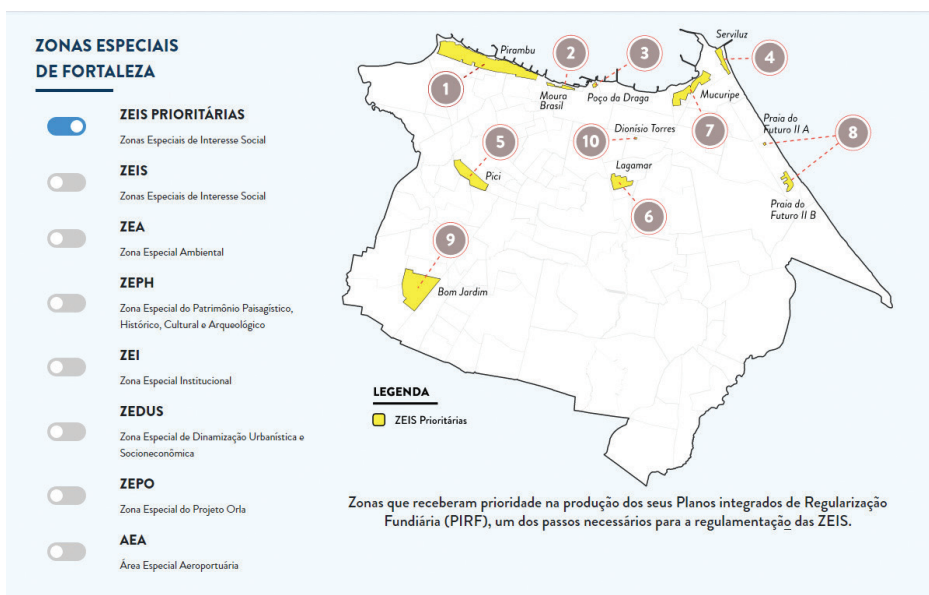 ZONAS ESPECIAIS
DE FORTALEZA
ZEIS PRIORITÁRIAS
Zonas Especiais de Interesse Social
ZEIS
Zonas Especiais de Interesse Social
ZEA
Zona Especial Ambiental
ZEPH
Zona Especial do Patrimônio Paisagístico,
Histórico, Cultural e Arqueológico
ZEI
Zona Especial Institucional
ZEDUS
Zona Especial de Dinamização Urbanística e
Socioneconômica
ZEPO
Zona Especial do Projeto Orla
AEA
Área Especial Aeroportuária
Pirambu
1
2
Moura
Brasil
3
Poço da Draga
Serviluz
4
Mucuripe
7
Praia do
Futuro II A
8
Praia do
Futuro II B
Dionísio Torres
10
5
Pici
Lagamar
6
9
Bom Jardim
LEGENDA
ZEIS Prioritárias
Zonas que receberam prioridade na produção dos seus Planos integrados de Regularização
Fundiária (PIRF), um dos passos necessários para a regulamentação das ZEIS.